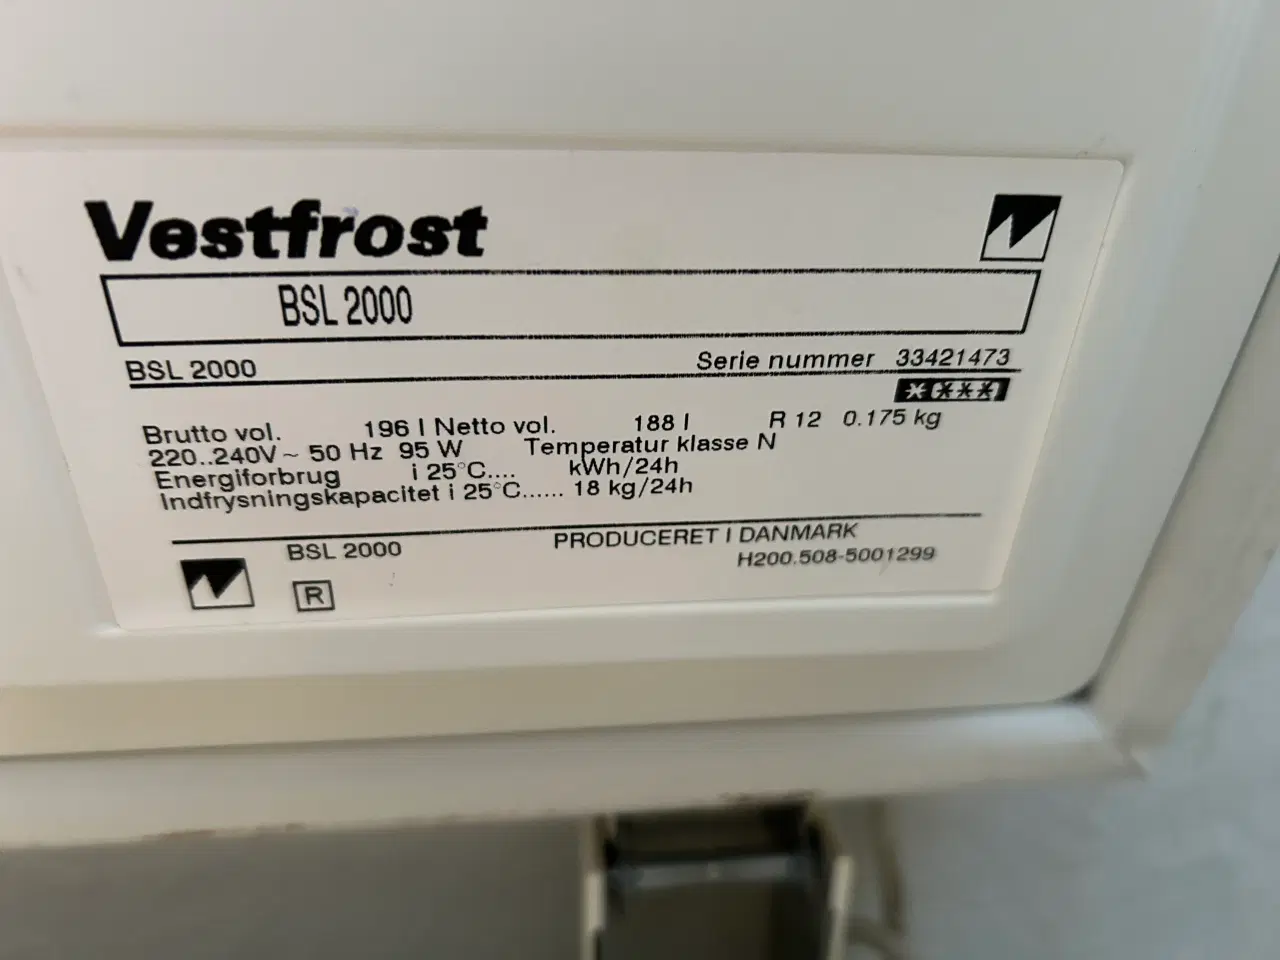 Vestfrost
BSL 2000
BSL 2000 Serie nummer 33421473
*(***)
Brutto vol. 196 l Netto vol. 188 l R 12 0.175 kg
220..240V~ 50 Hz 95 W Temperatur klasse N
Energiforbrug i 25°C.... kWh/24h
Indfrysningskapacitet i 25°C...... 18 kg/24h
BSL 2000 PRODUCERET I DANMARK
H200.508-5001299
R